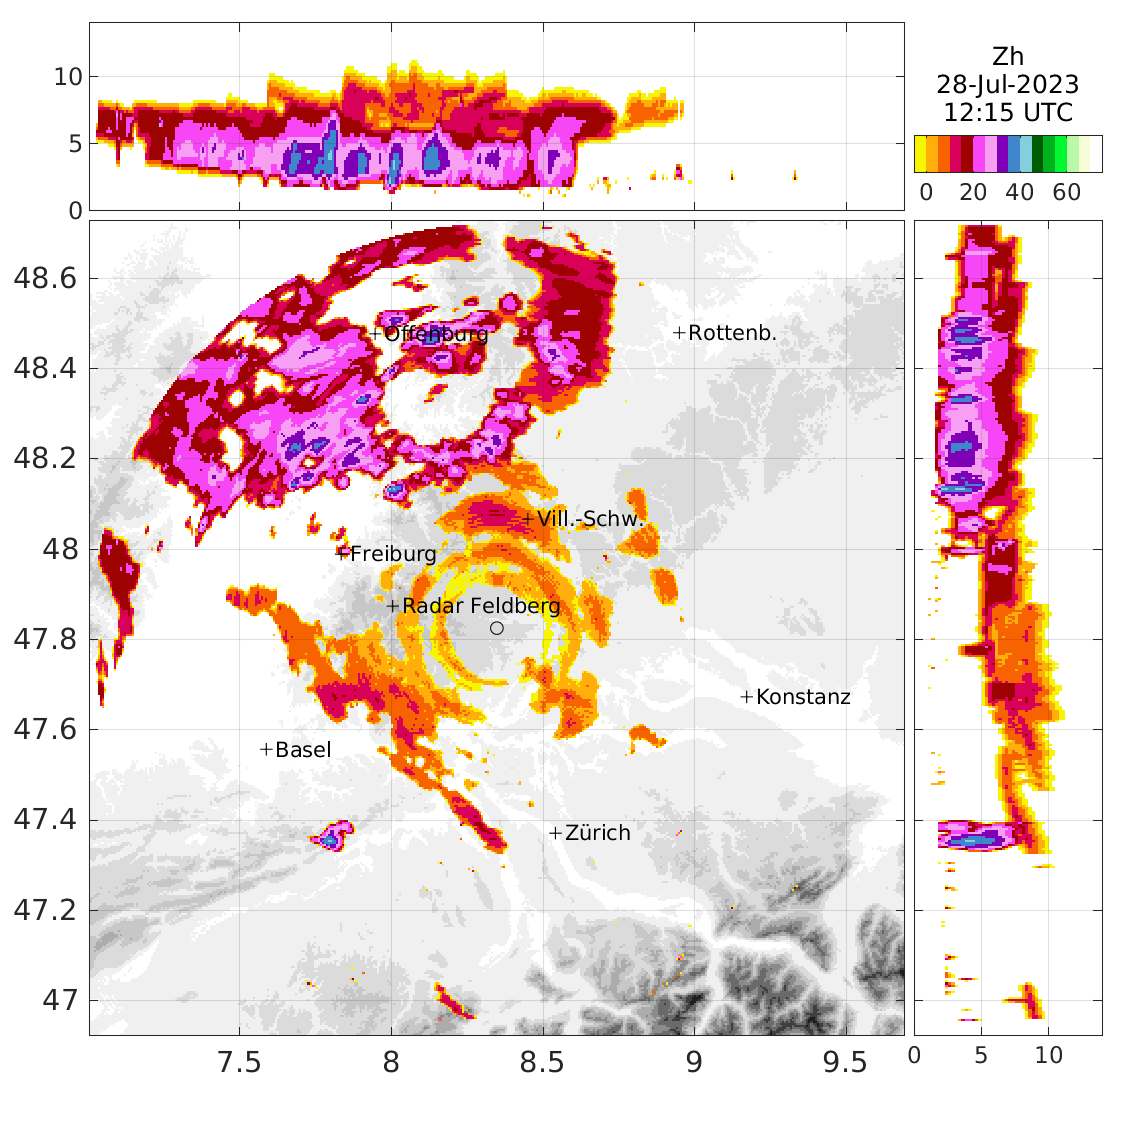 Zh
28-Jul-2023
12:15 UTC
0 20 40 60
10
5
0
48.6
48.4
48.2
48
47.8
47.6
47.4
47.2
47
+Offenburg
+Rottenb.
+Vill.-Schw.
+Freiburg
+Radar Feldberg
+Konstanz
+Basel
+Zürich
7.5 8 8.5 9 9.5
0 5 10